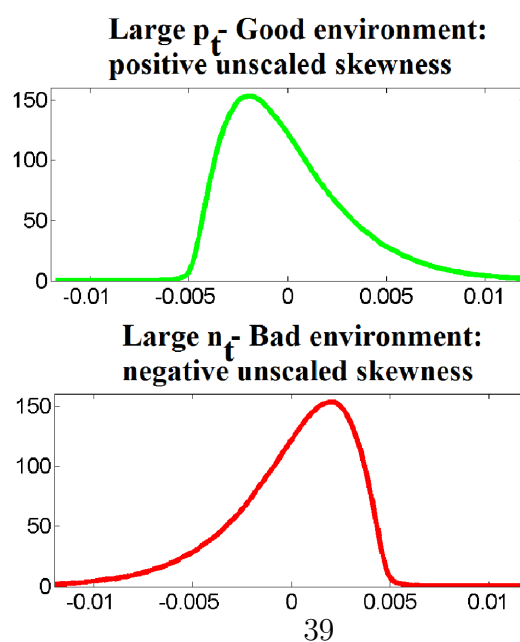 Large pt- Good environment:
positive unscaled skewness
150
100
50
0
-0.01 -0.005 0 0.005 0.01
Large nt- Bad environment:
negative unscaled skewness
150
100
50
0
-0.01 -0.005 0 0.005 0.01
39